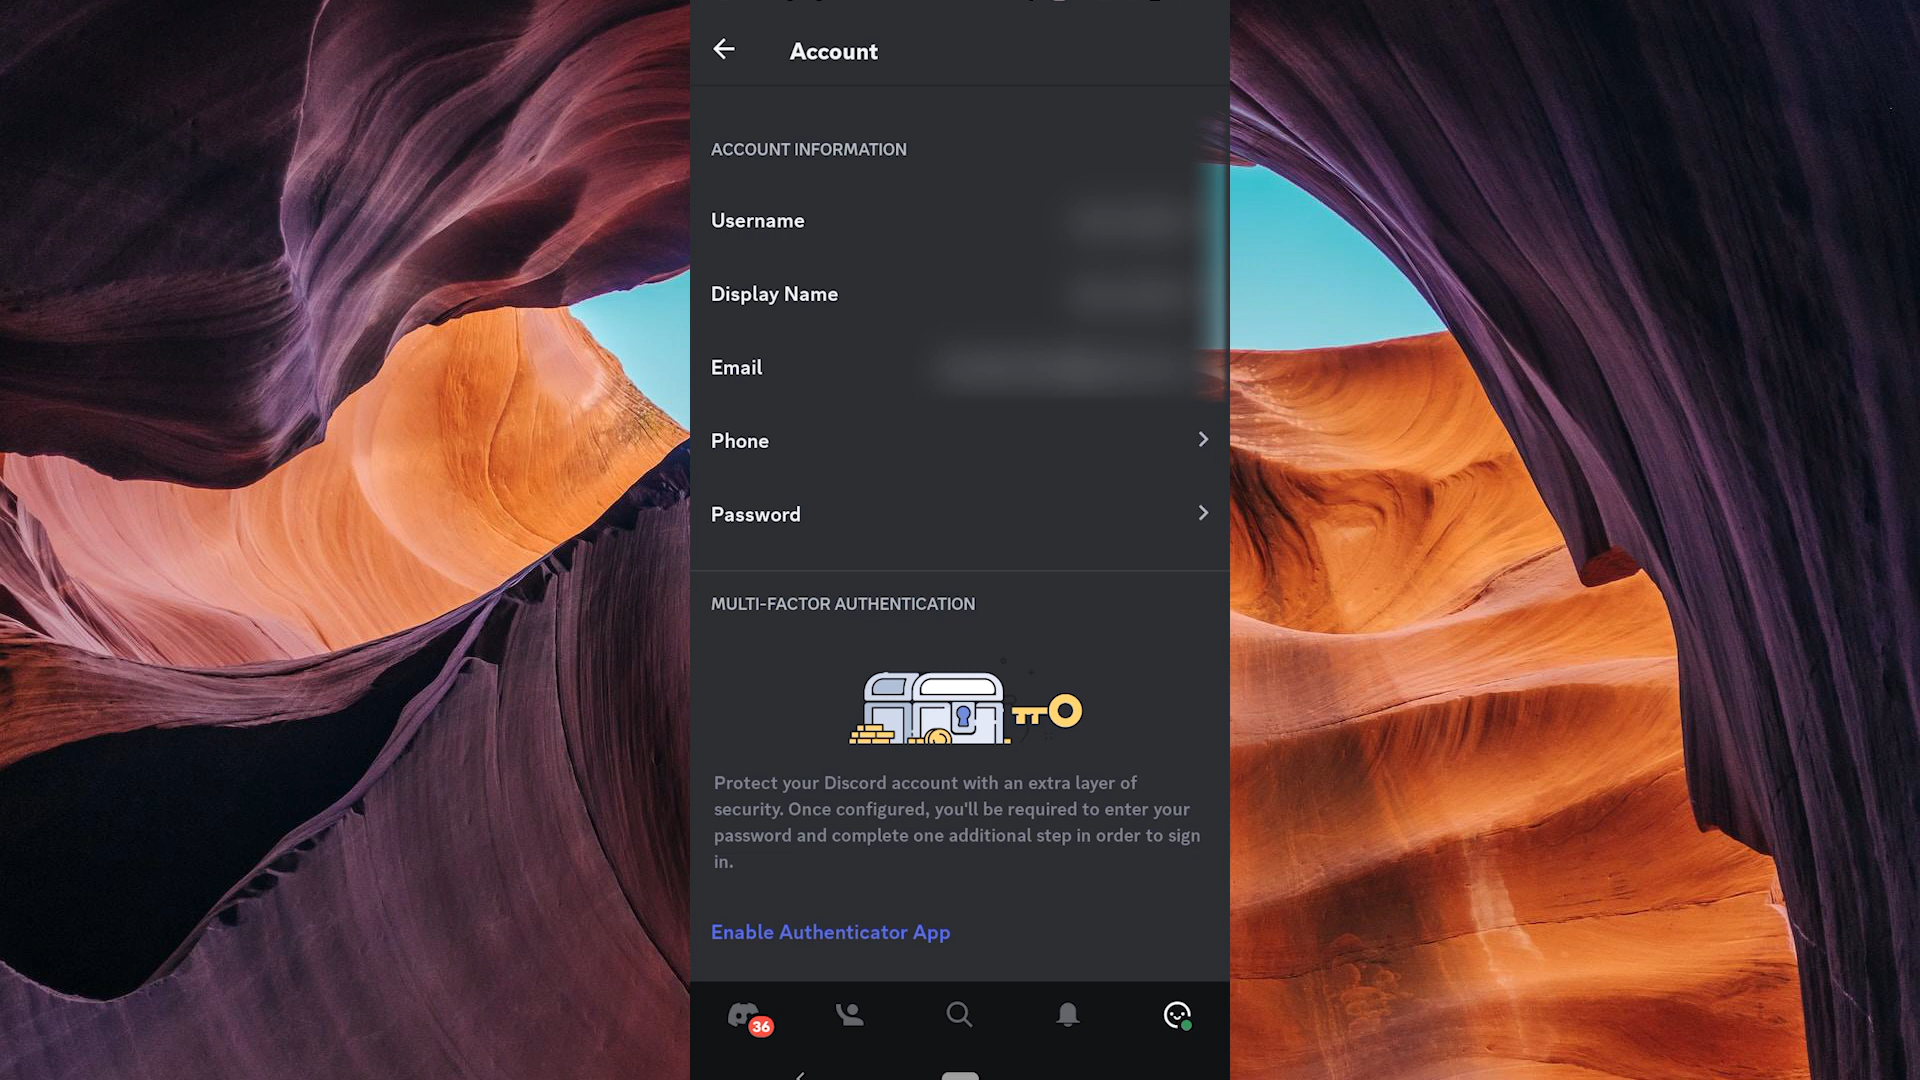 Account
ACCOUNT INFORMATION
Username
Display Name
Email
Phone
Password
MULTI-FACTOR AUTHENTICATION
Protect your Discord account with an extra layer of
security. Once configured, you'll be required to enter your
password and complete one additional step in order to sign
in.
Enable Authenticator App
36